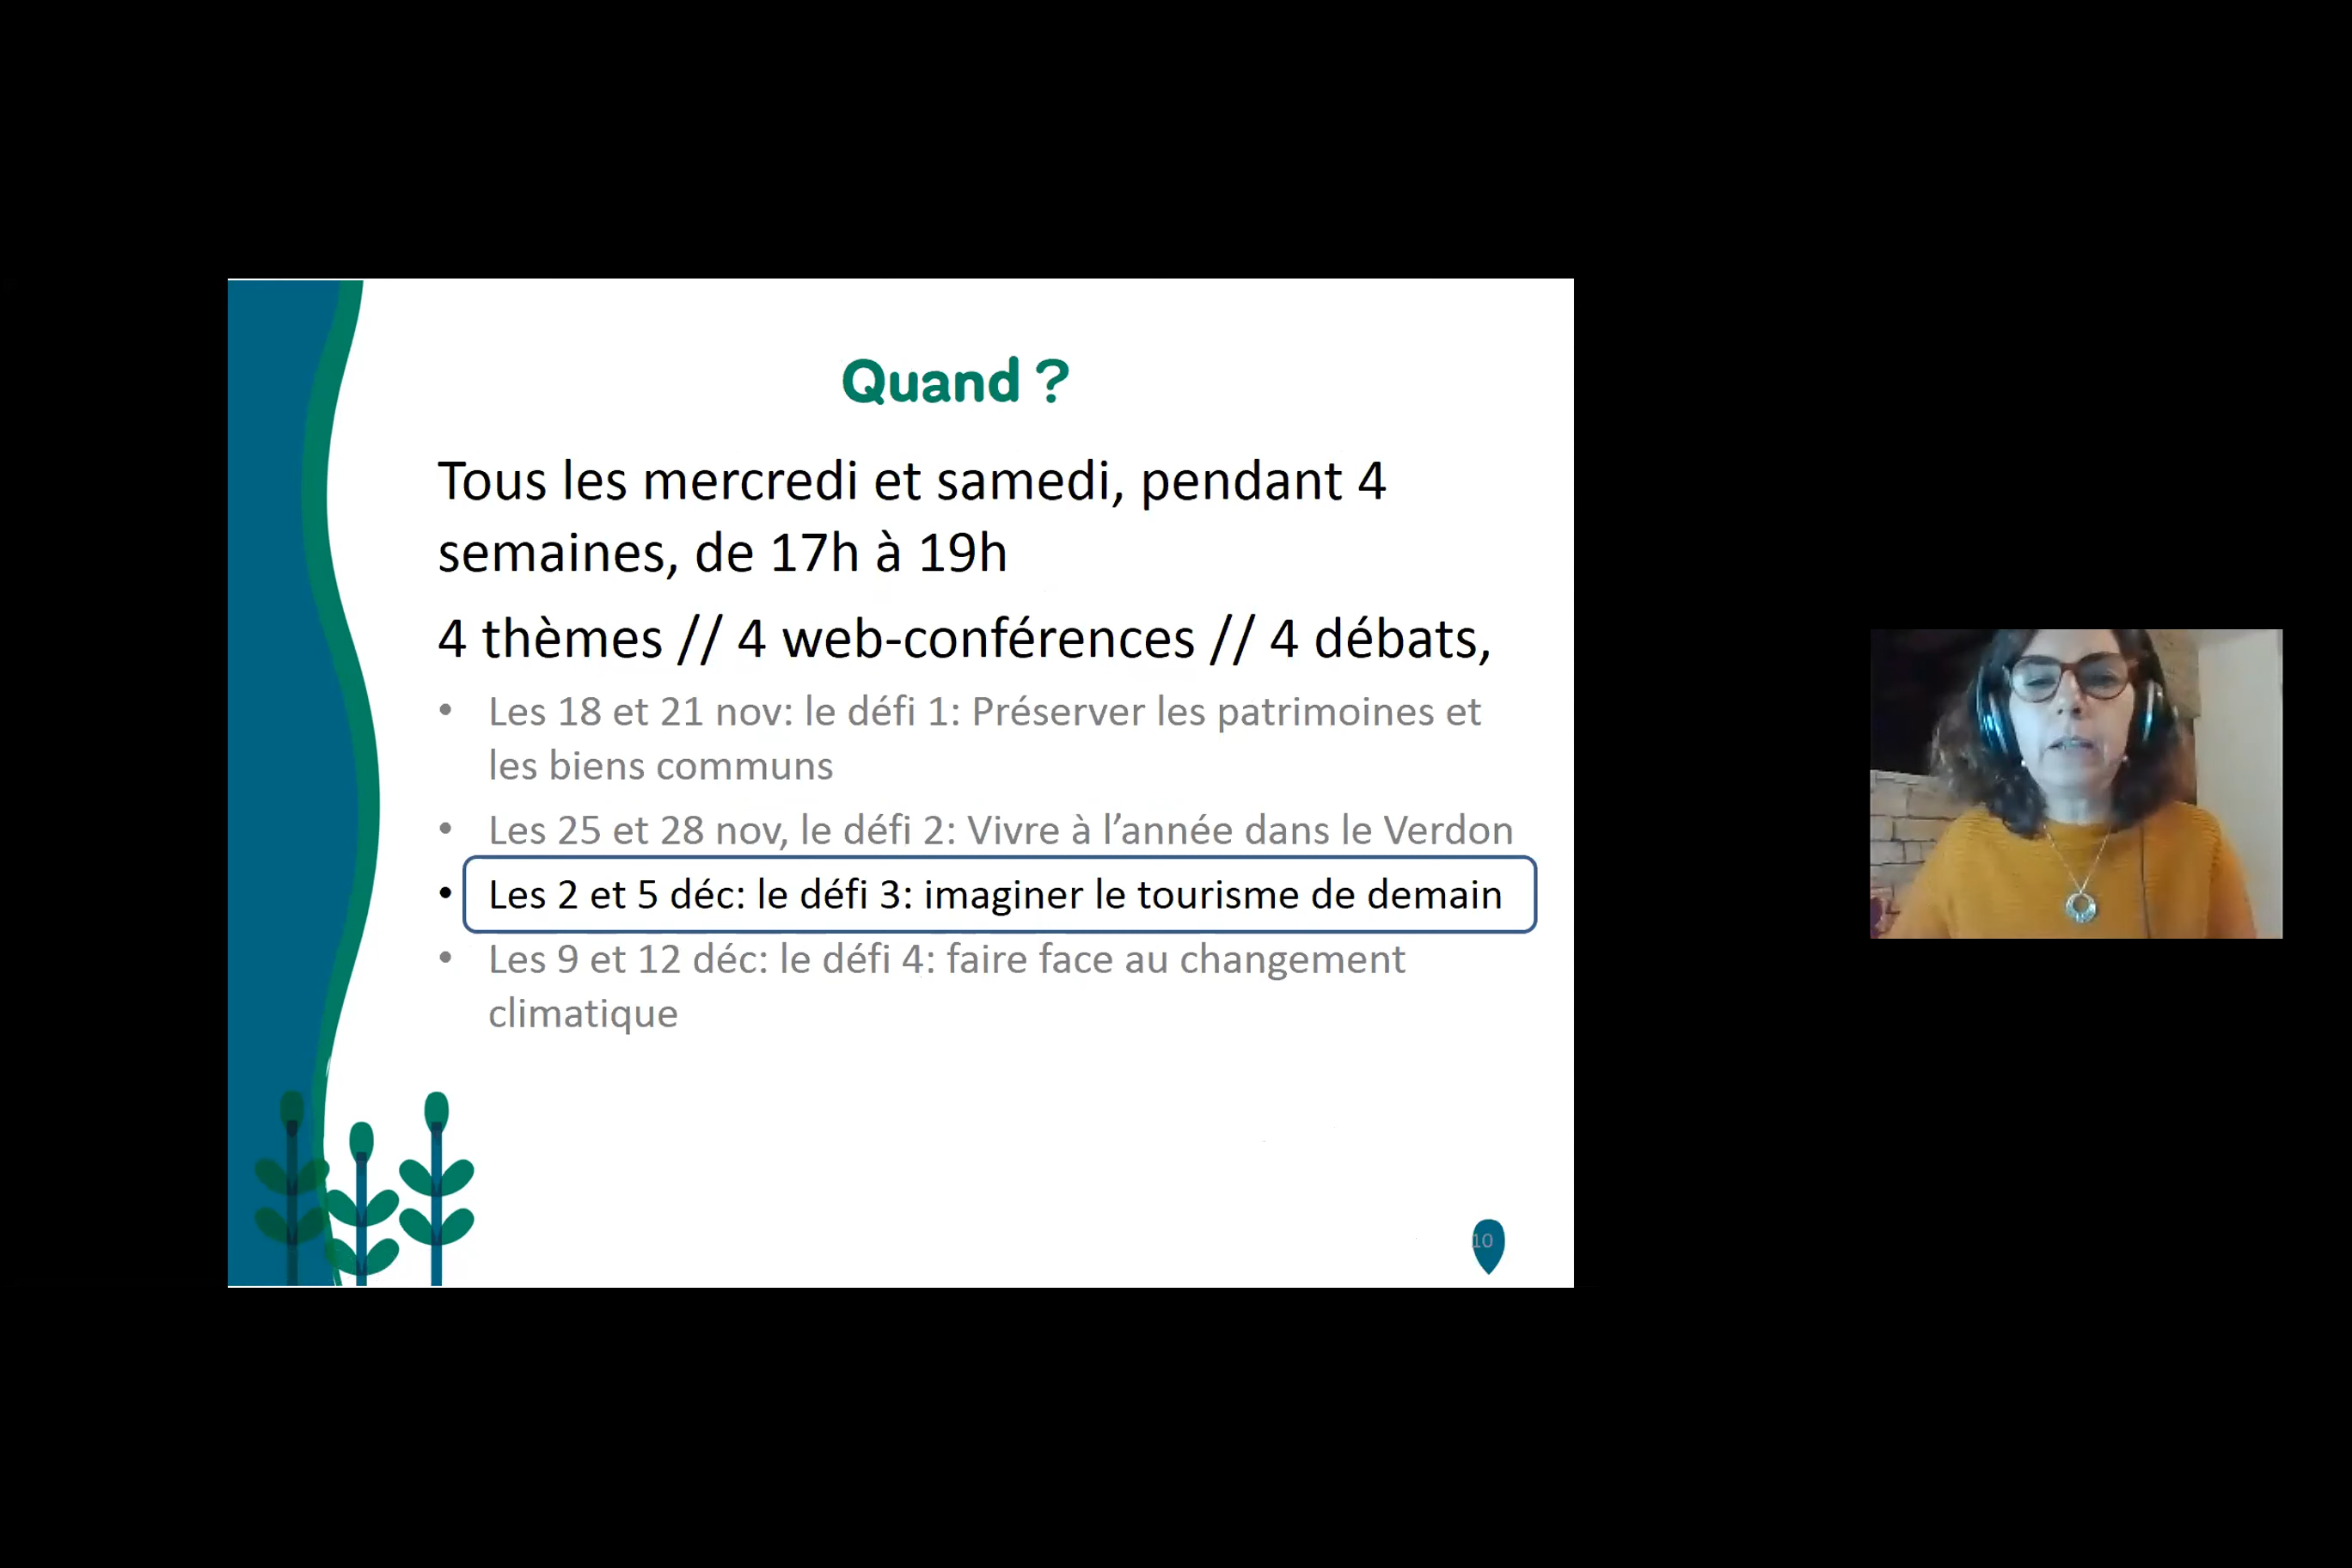 Quand ?
Tous les mercredi et samedi, pendant 4
semaines, de 17h à 19h
4 thèmes // 4 web-conférences // 4 débats,
• Les 18 et 21 nov: le défi 1: Préserver les patrimoines et
les biens communs
• Les 25 et 28 nov, le défi 2: Vivre à l’année dans le Verdon
• Les 2 et 5 déc: le défi 3: imaginer le tourisme de demain
• Les 9 et 12 déc: le défi 4: faire face au changement
climatique
10